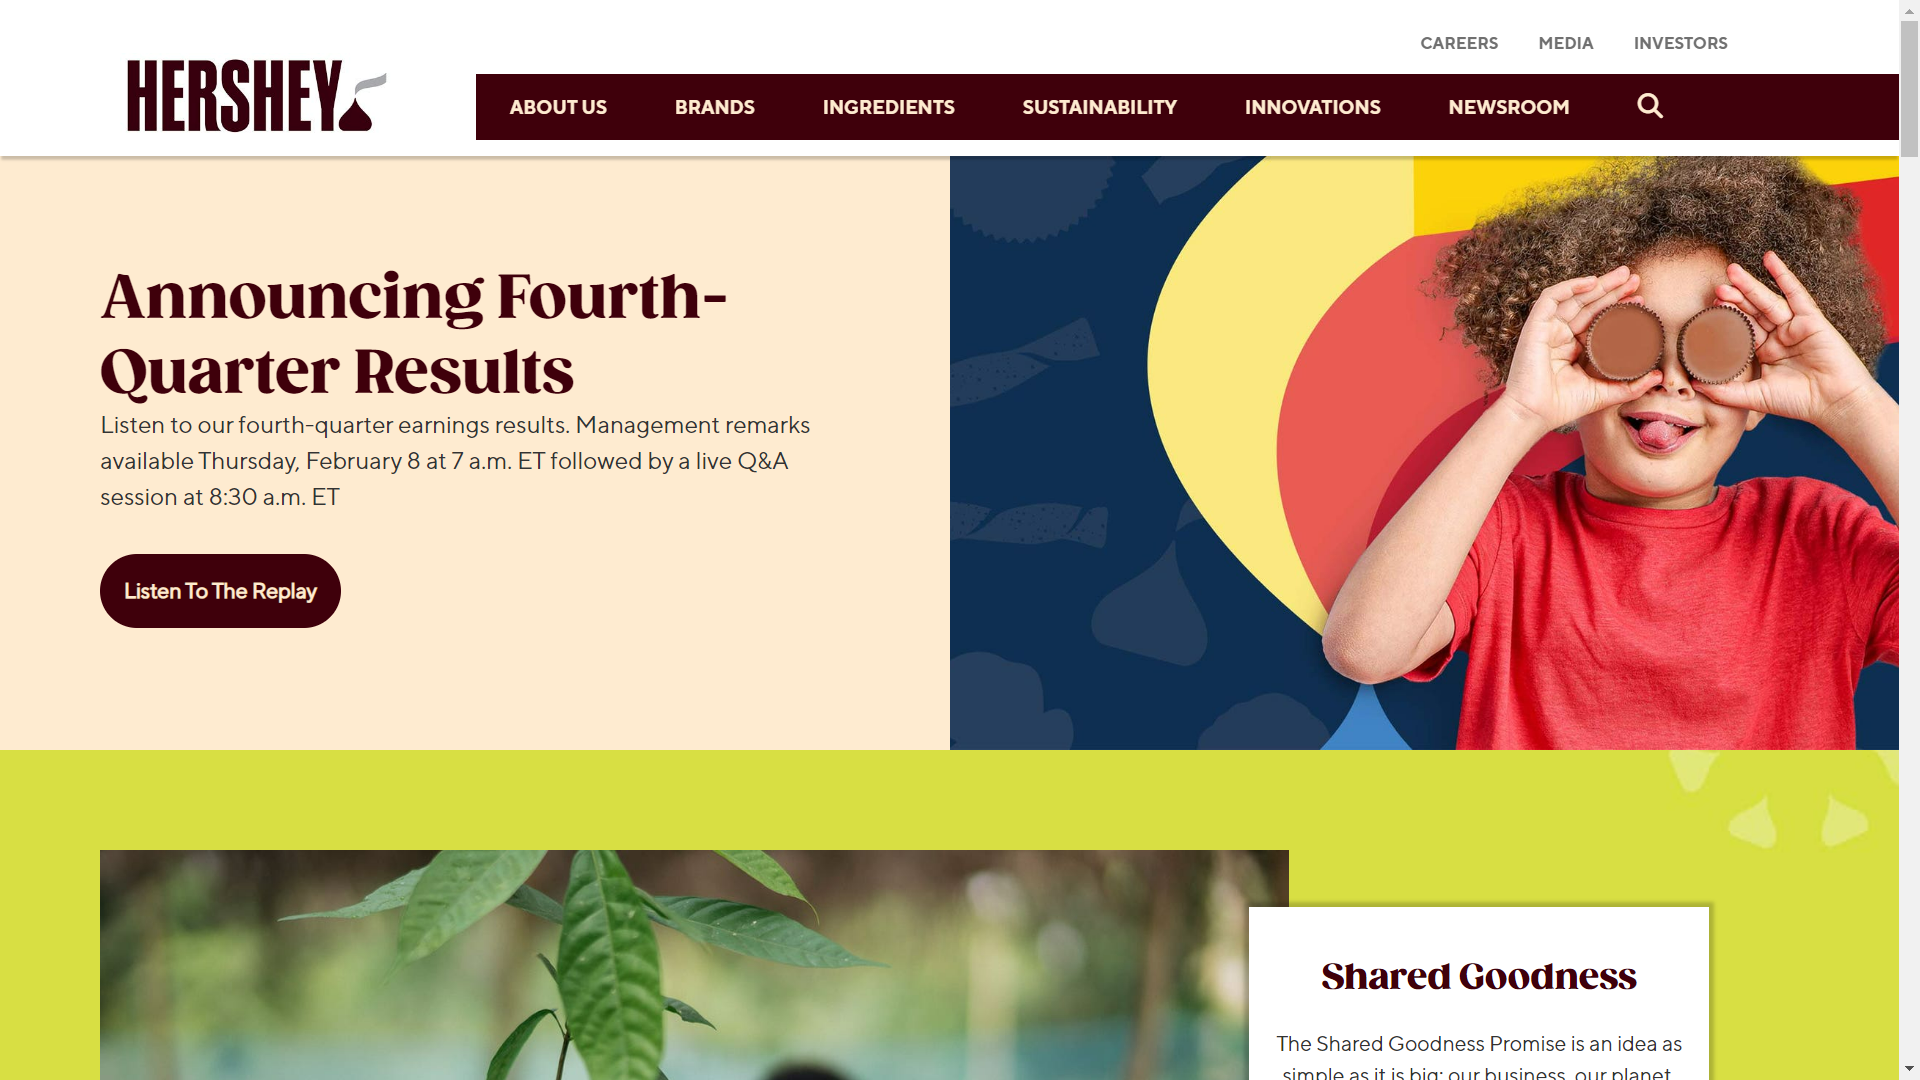 CAREERS MEDIA INVESTORS
HERSHEY
ABOUT US BRANDS INGREDIENTS SUSTAINABILITY INNOVATIONS NEWSROOM
Announcing Fourth-
Quarter Results
Listen to our fourth-quarter earnings results. Management remarks
available Thursday, February 8 at 7 a.m. ET followed by a live Q&A
session at 8:30 a.m. ET
Listen To The Replay
Shared Goodness
The Shared Goodness Promise is an idea as
simple as it is big: our business, our planet,